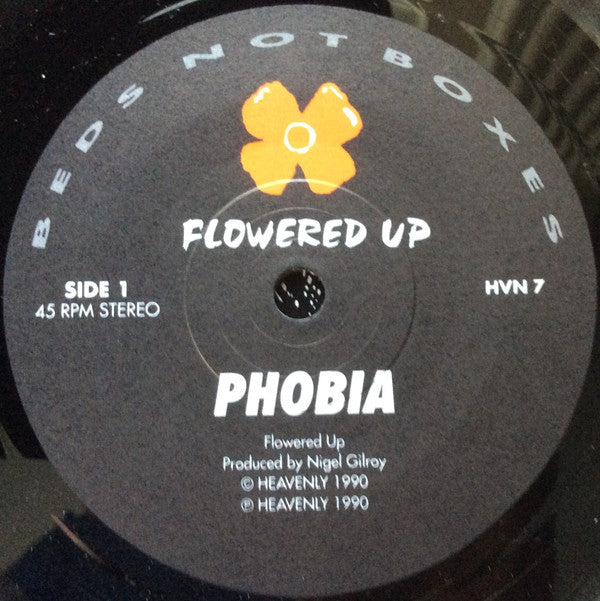 BEDS NOT BOXES
FLOWERED UP
SIDE 1
45 RPM STEREO
HVN 7
PHOBIA
Flowered Up
Produced by Nigel Gilroy
© HEAVENLY 1990
℗ HEAVENLY 1990